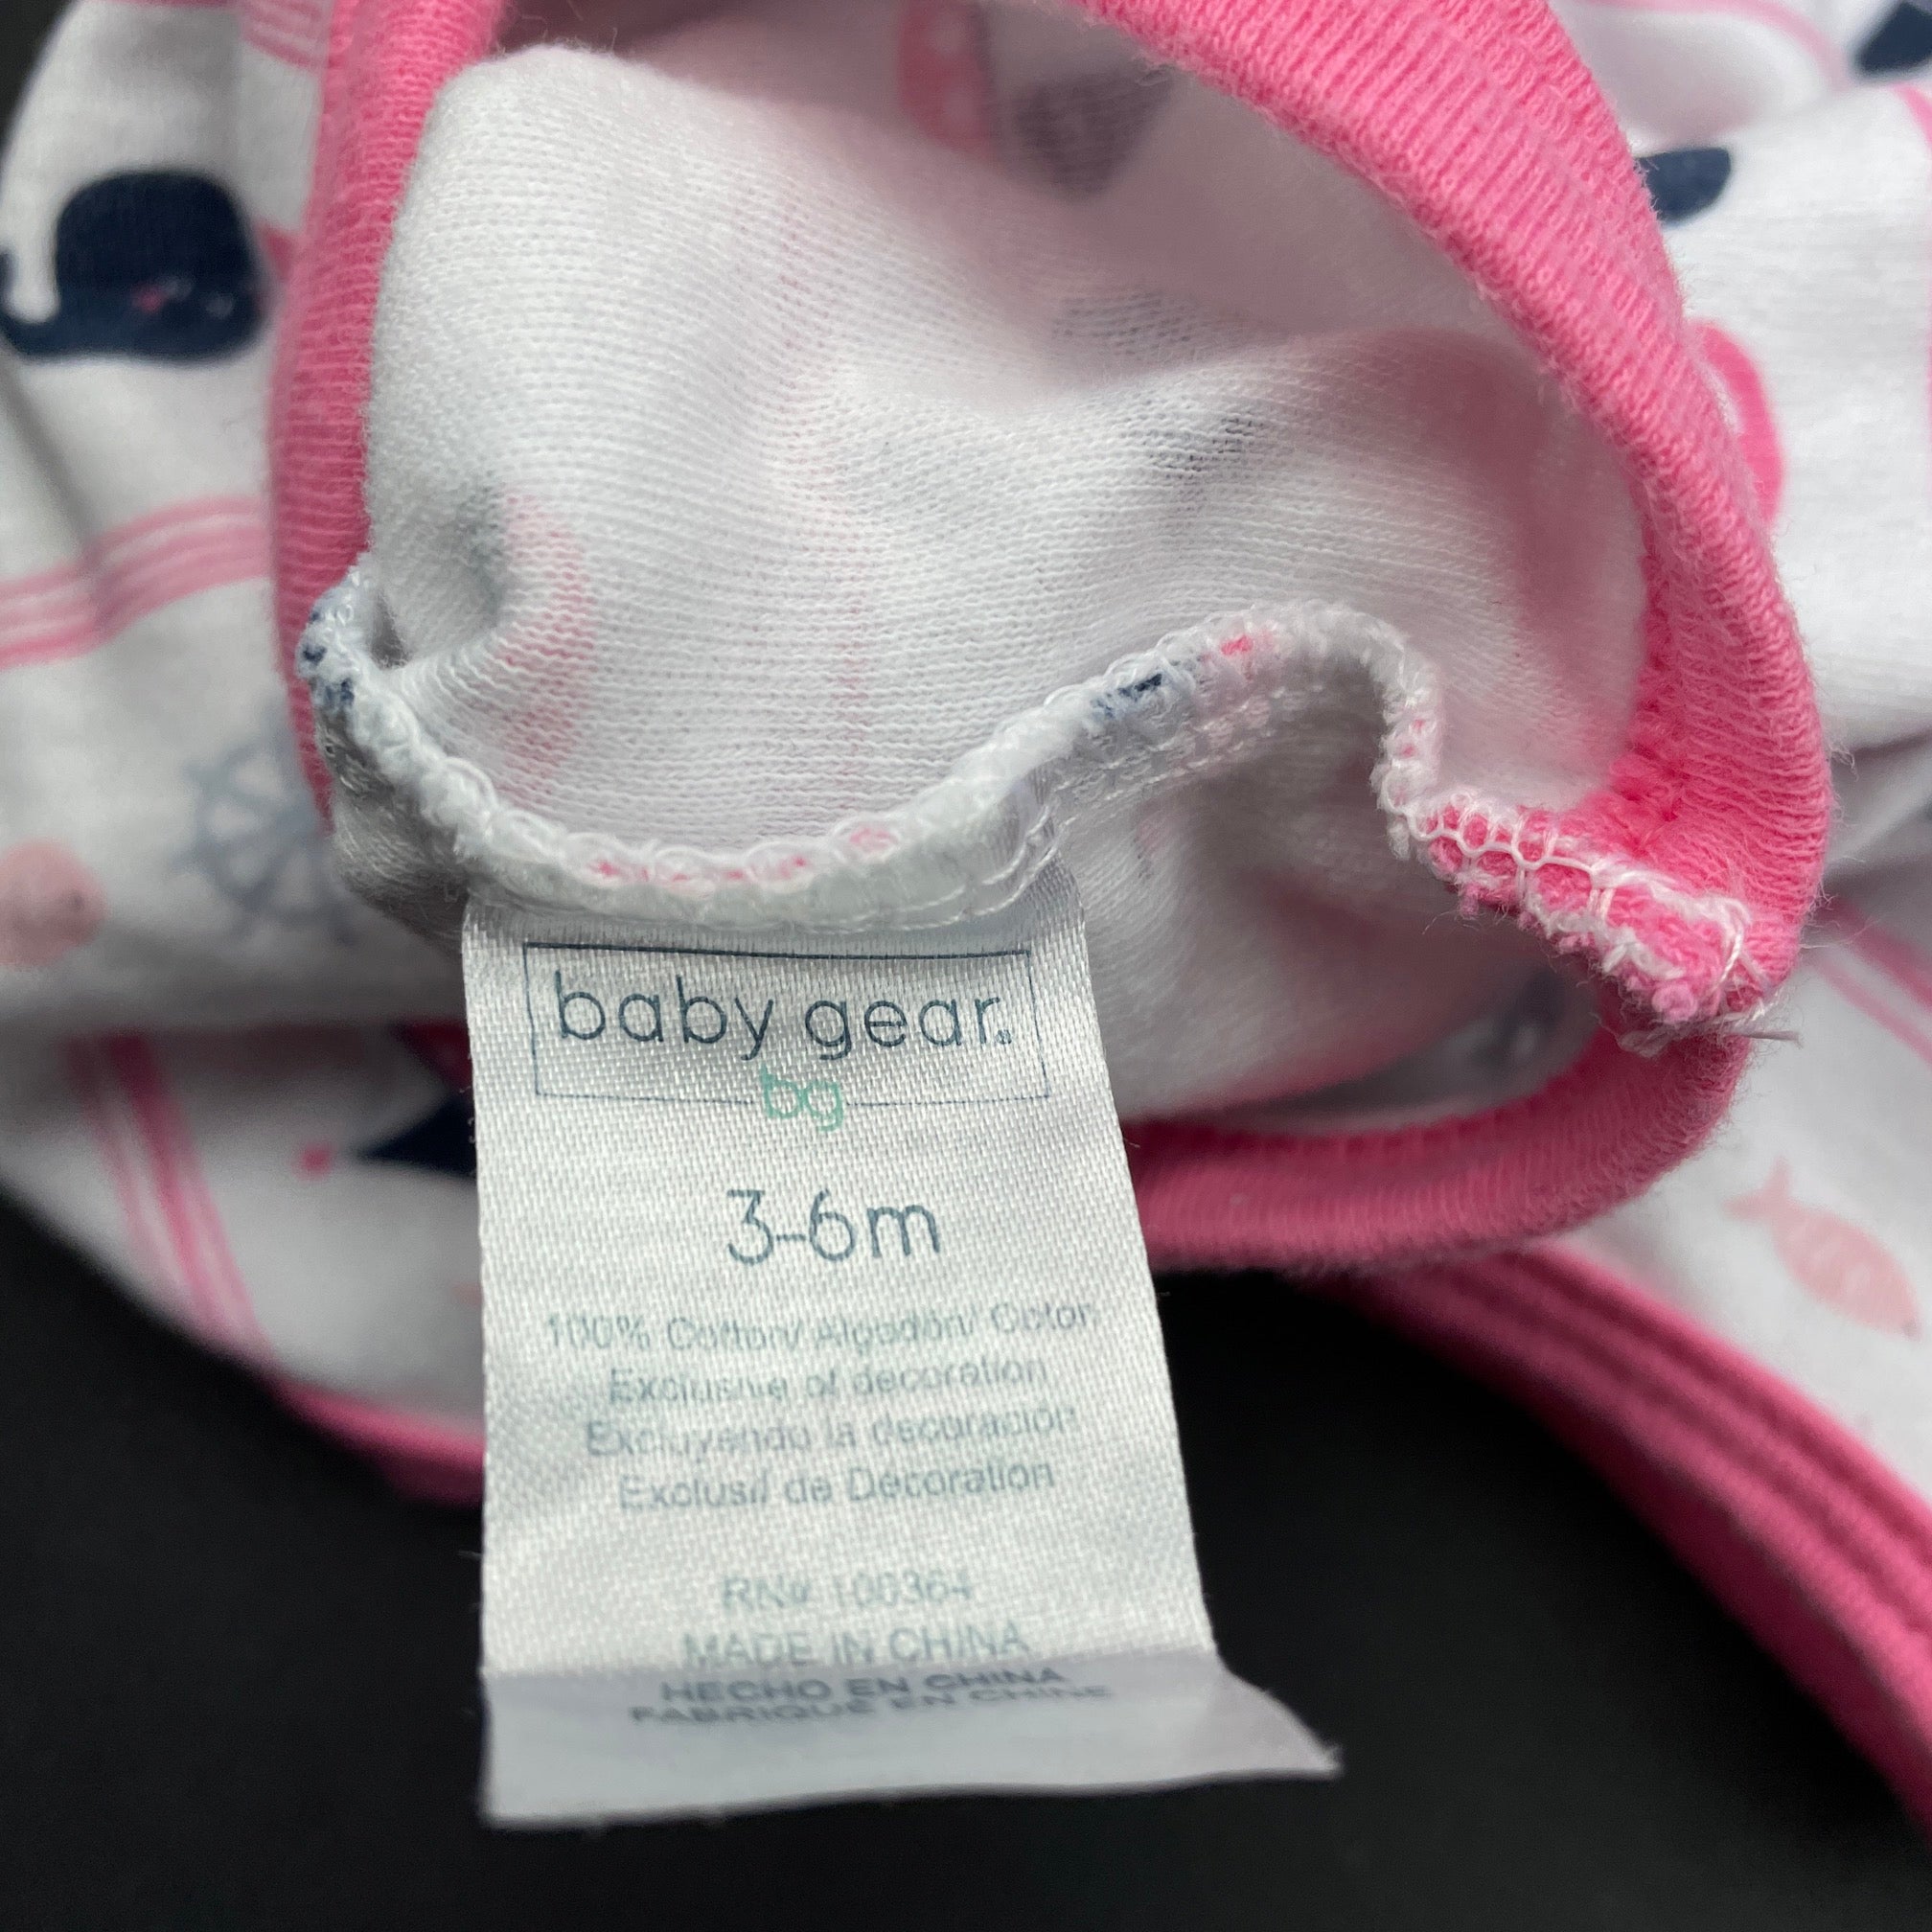 baby gear
bg
3-6m
100% Cotton/ Algodón/ Coton
Exclusive of decoration
Excluyendo la decoración
Exclusif de Décoration
RN# 100364
MADE IN CHINA
HECHO EN CHINA
FABRIQUÉ EN CHINE